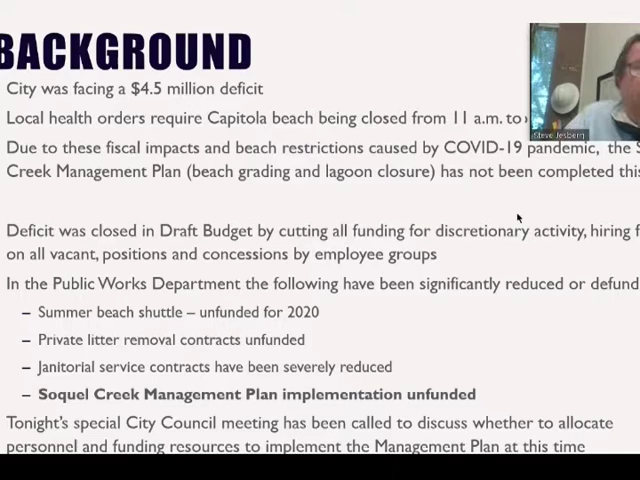 BACKGROUND
City was facing a $4.5 million deficit
Local health orders require Capitola beach being closed from 11 a.m. to
Steve Jesberg
Due to these fiscal impacts and beach restrictions caused by COVID-19 pandemic, the S
Creek Management Plan (beach grading and lagoon closure) has not been completed this
Deficit was closed in Draft Budget by cutting all funding for discretionary activity, hiring f
on all vacant, positions and concessions by employee groups
In the Public Works Department the following have been significantly reduced or defund
– Summer beach shuttle – unfunded for 2020
– Private litter removal contracts unfunded
– Janitorial service contracts have been severely reduced
– Soquel Creek Management Plan implementation unfunded
Tonight's special City Council meeting has been called to discuss whether to allocate
personnel and funding resources to implement the Management Plan at this time